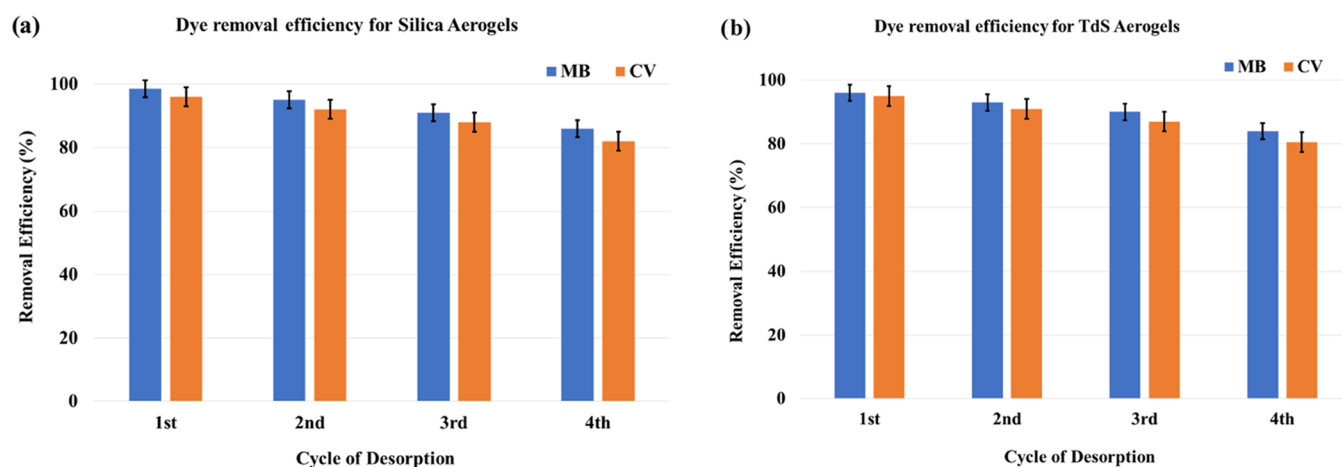 (a)
Dye removal efficiency for Silica Aerogels
MB CV
Removal Efficiency (%)
100
80
60
40
20
0
1st 2nd 3rd 4th
Cycle of Desorption
(b)
Dye removal efficiency for TdS Aerogels
MB CV
Removal Efficiency (%)
100
80
60
40
20
0
1st 2nd 3rd 4th
Cycle of Desorption